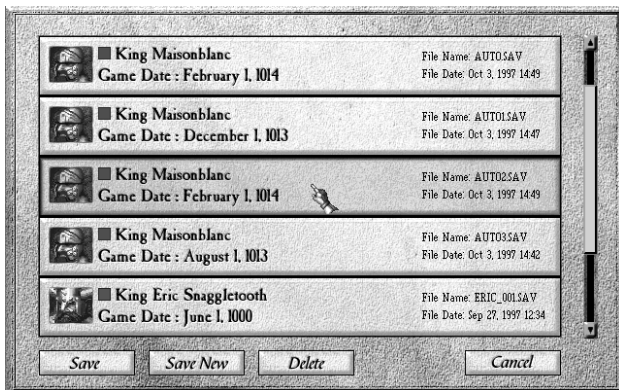 King Maisonblanc
Game Date : February 1, 1014
File Name: AUTO.SAV
File Date: Oct 3, 1997 14:49
King Maisonblanc
Game Date : December 1, 1013
File Name: AUTO1.SAV
File Date: Oct 3, 1997 14:47
King Maisonblanc
Game Date : February 1, 1014
File Name: AUTO2.SAV
File Date: Oct 3, 1997 14:49
King Maisonblanc
Game Date : August 1, 1013
File Name: AUTO3.SAV
File Date: Oct 3, 1997 14:42
King Eric Snaggletooth
Game Date : June 1, 1000
File Name: ERIC_001.SAV
File Date: Sep 27, 1997 12:34
Save
Save New
Delete
Cancel